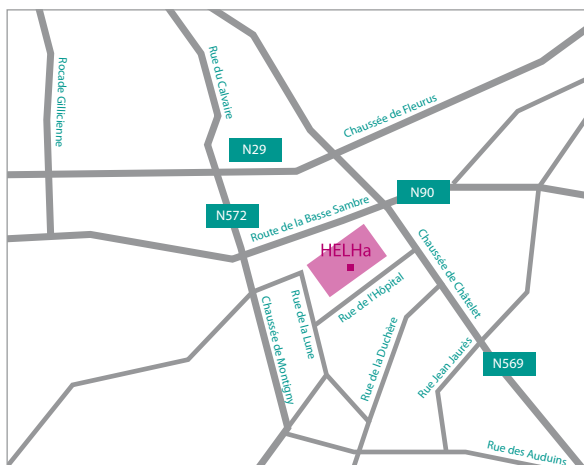 Rocade Gillicienne
Rue du Calvaire
Chaussée de Fleurus
N29
N572
N90
Route de la Basse Sambre
HELHa
Chaussée de Châtelet
Rue de l'Hôpital
Chaussée de Montigny
Rue de la Lune
Rue de la Duchère
Rue Jean Jaurès
N569
Rue des Auduins